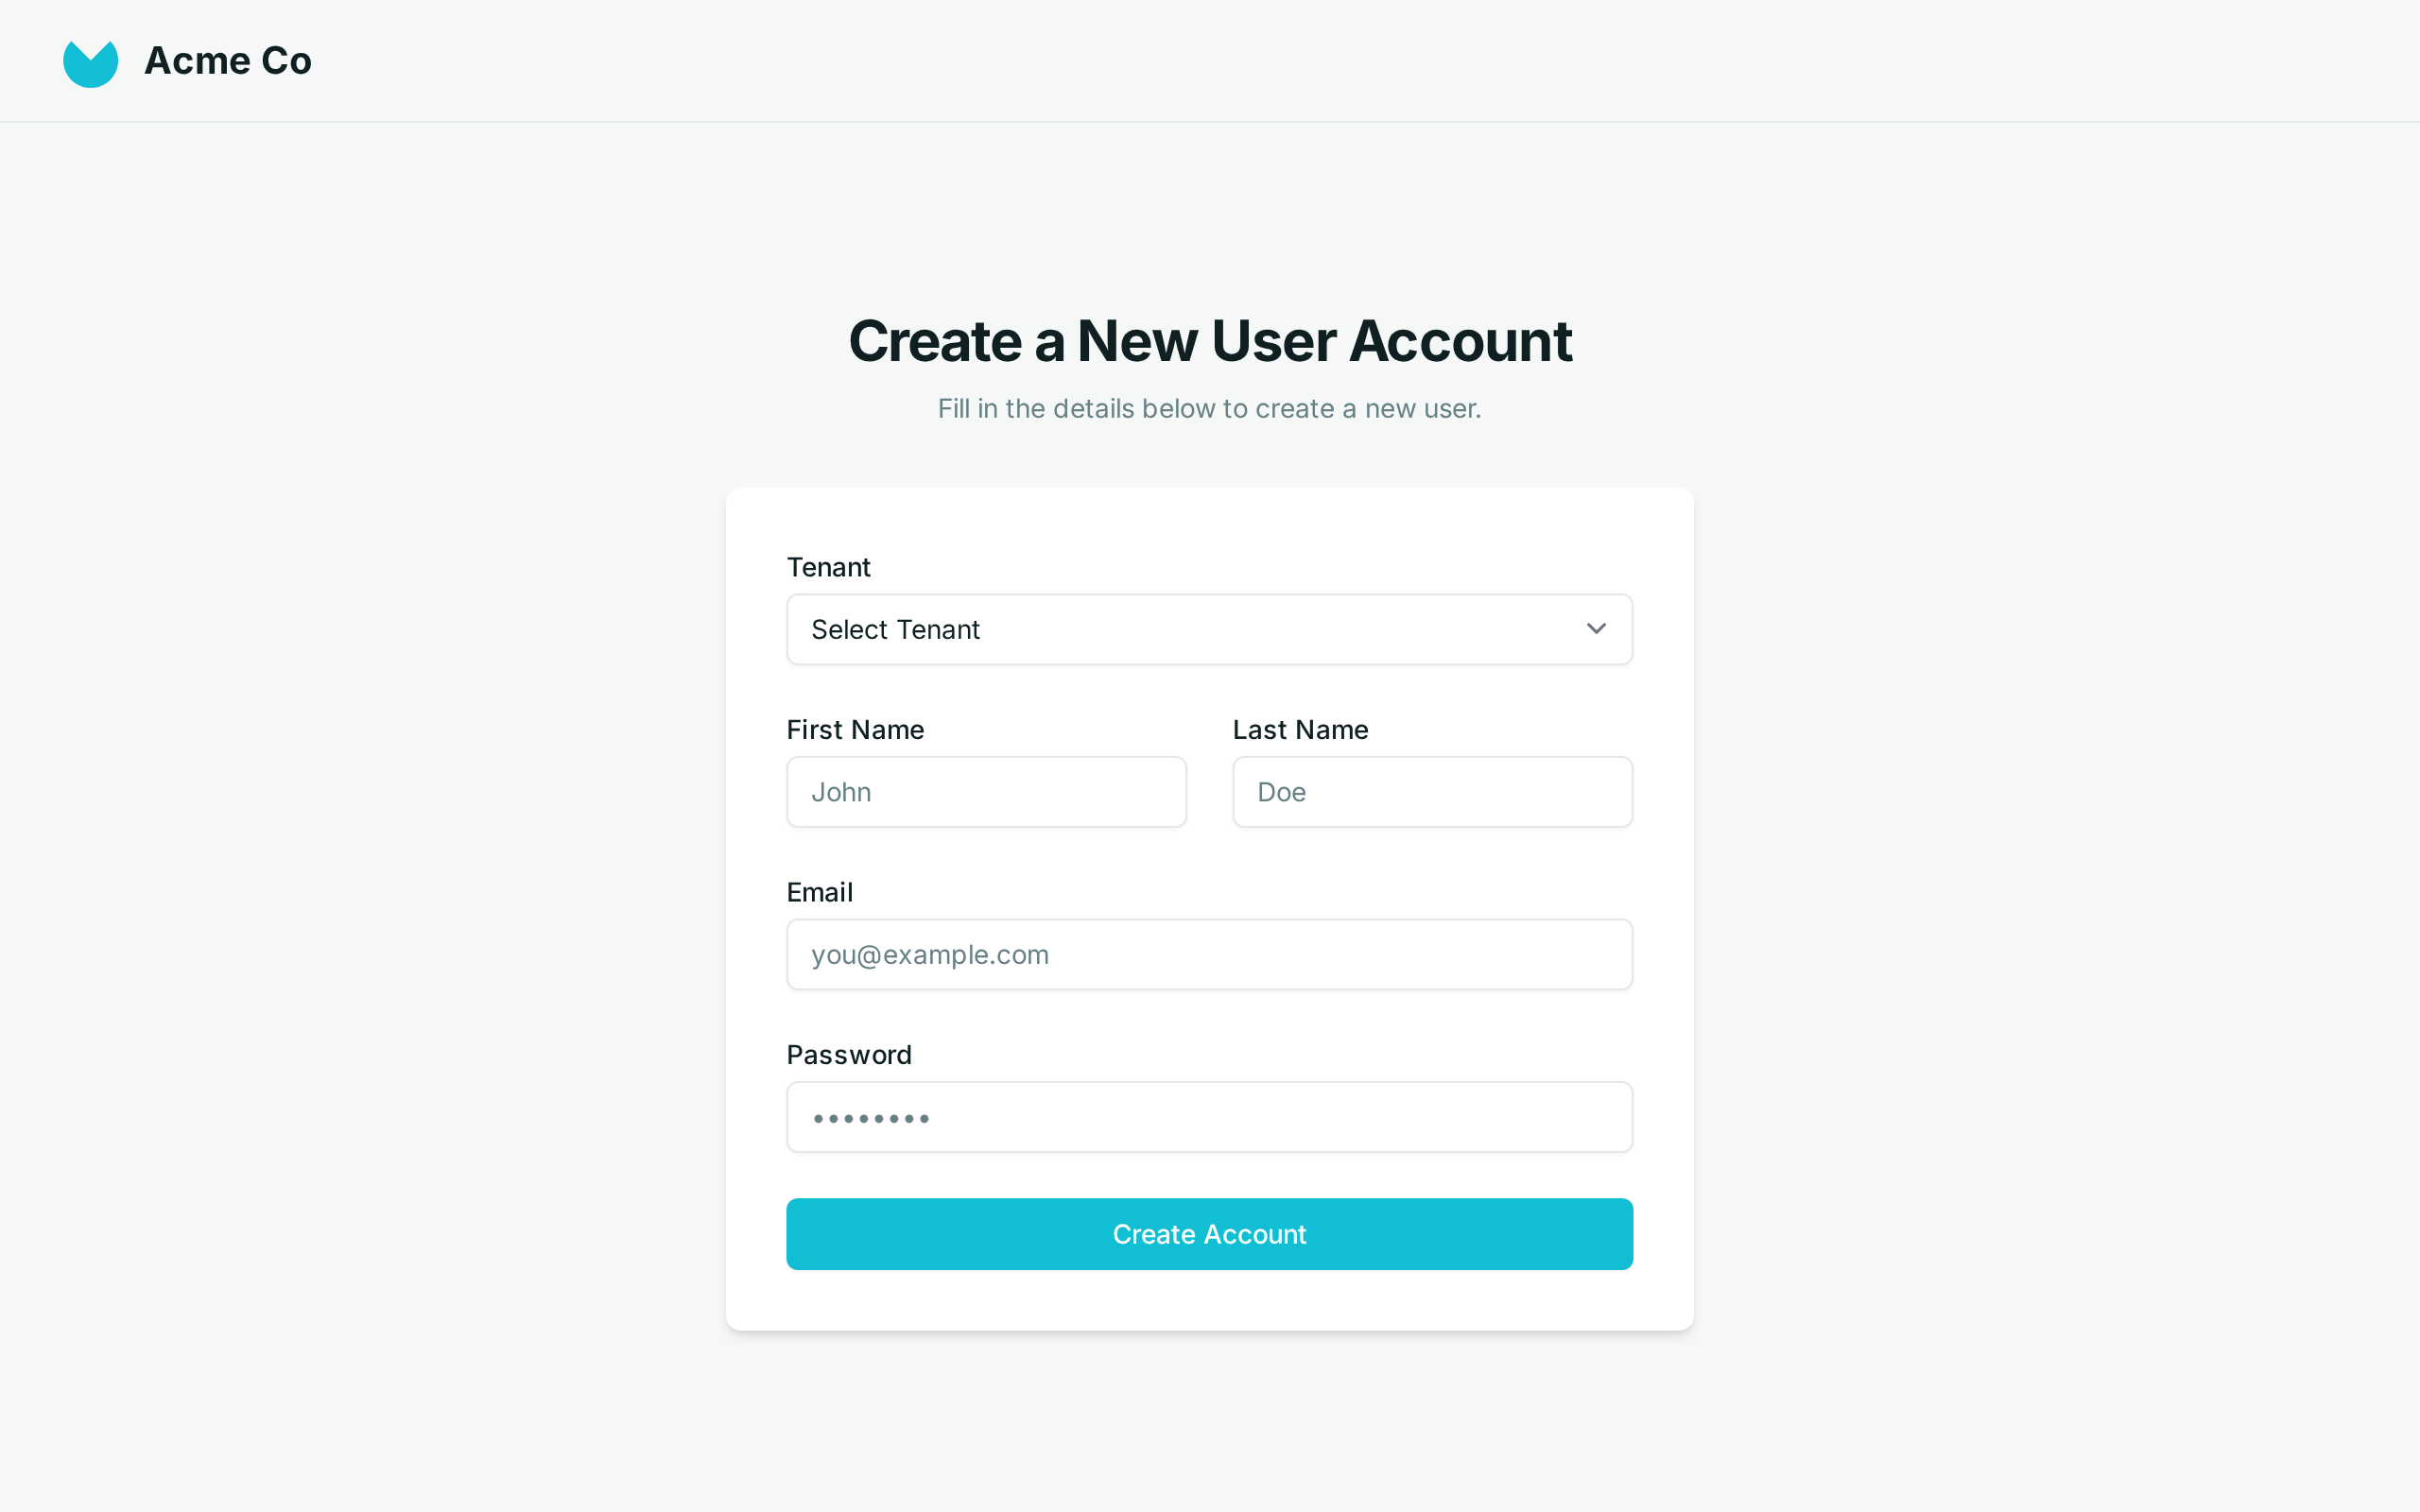 Acme Co
Create a New User Account
Fill in the details below to create a new user.
Tenant
Select Tenant
First Name
Last Name
John
Doe
Email
you@example.com
Password
••••••••
Create Account